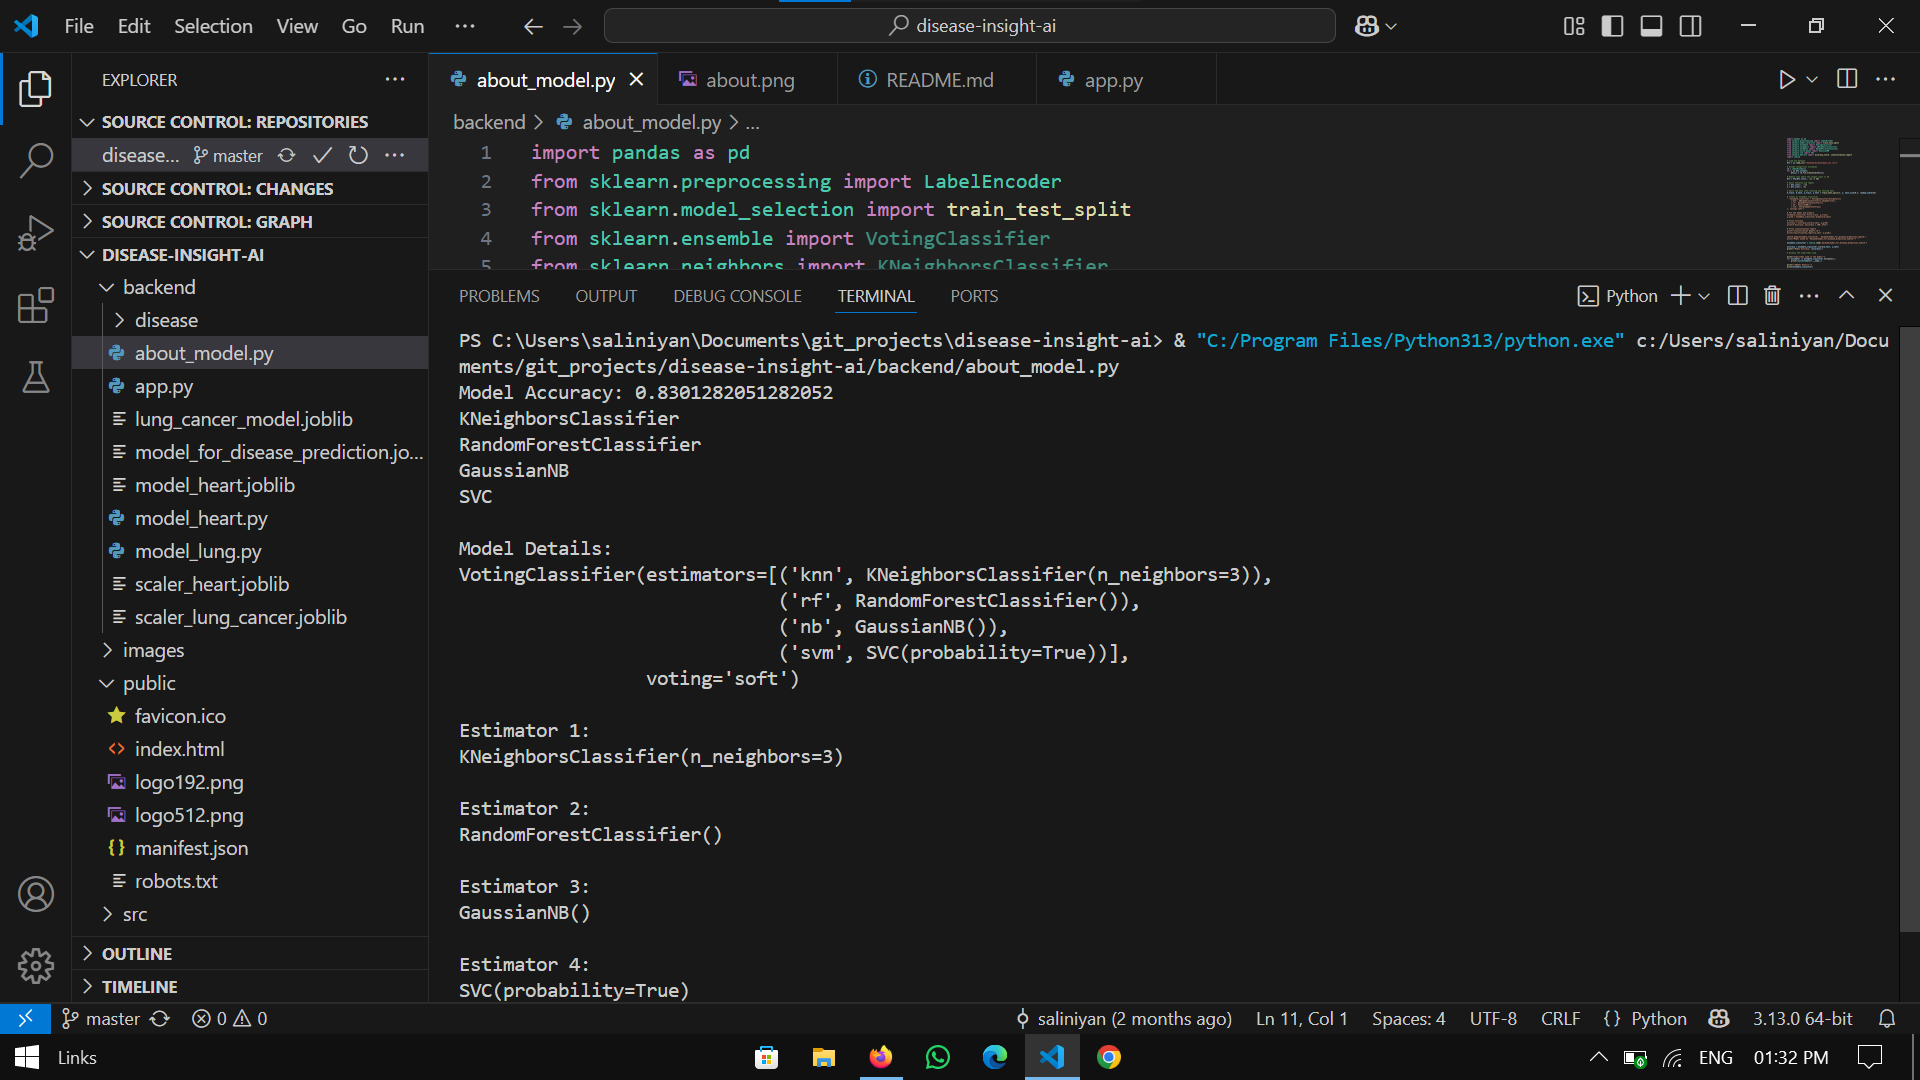 File Edit Selection View Go Run ··· disease-insight-ai
EXPLORER ···
SOURCE CONTROL: REPOSITORIES
disease... master ···
SOURCE CONTROL: CHANGES
SOURCE CONTROL: GRAPH
DISEASE-INSIGHT-AI
backend
disease
about_model.py
app.py
lung_cancer_model.joblib
model_for_disease_prediction.jo...
model_heart.joblib
model_heart.py
model_lung.py
scaler_heart.joblib
scaler_lung_cancer.joblib
images
public
favicon.ico
index.html
logo192.png
logo512.png
manifest.json
robots.txt
src
OUTLINE
TIMELINE
about_model.py about.png README.md app.py
backend > about_model.py > ...
1 import pandas as pd
2 from sklearn.preprocessing import LabelEncoder
3 from sklearn.model_selection import train_test_split
4 from sklearn.ensemble import VotingClassifier
5 from sklearn.neighbors import KNeighborsClassifier
PROBLEMS OUTPUT DEBUG CONSOLE TERMINAL PORTS Python
PS C:\Users\saliniyan\Documents\git_projects\disease-insight-ai> & "C:/Program Files/Python313/python.exe" c:/Users/saliniyan/Docu
ments/git_projects/disease-insight-ai/backend/about_model.py
Model Accuracy: 0.8301282051282052
KNeighborsClassifier
RandomForestClassifier
GaussianNB
SVC
Model Details:
VotingClassifier(estimators=[('knn', KNeighborsClassifier(n_neighbors=3)),
('rf', RandomForestClassifier()),
('nb', GaussianNB()),
('svm', SVC(probability=True))],
voting='soft')
Estimator 1:
KNeighborsClassifier(n_neighbors=3)
Estimator 2:
RandomForestClassifier()
Estimator 3:
GaussianNB()
Estimator 4:
SVC(probability=True)
master 0 0 saliniyan (2 months ago) Ln 11, Col 1 Spaces: 4 UTF-8 CRLF {} Python 3.13.0 64-bit
Links ENG 01:32 PM